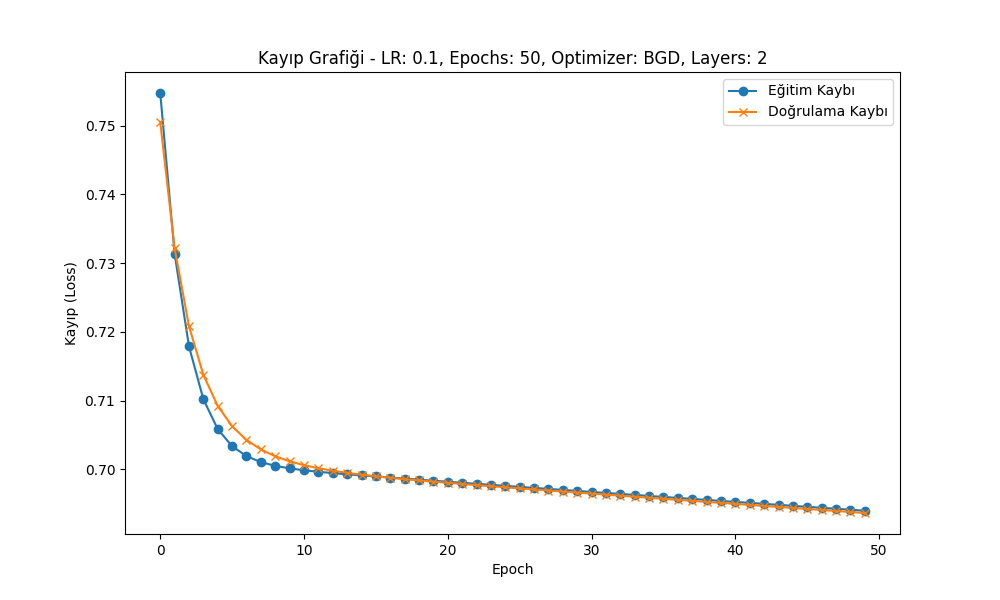 Kayıp Grafiği - LR: 0.1, Epochs: 50, Optimizer: BGD, Layers: 2
Eğitim Kaybı
Doğrulama Kaybı
Kayıp (Loss)
0.75
0.74
0.73
0.72
0.71
0.70
0
10
20
30
40
50
Epoch